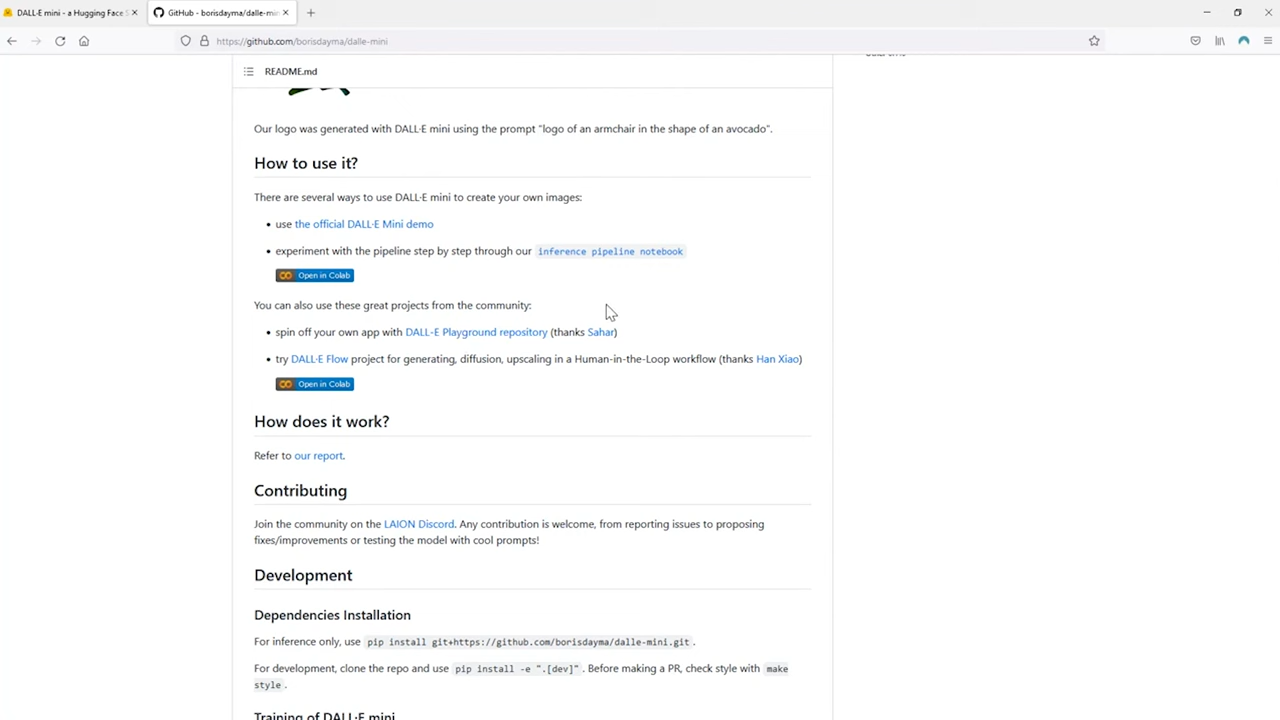 DALL·E mini - a Hugging Face S
GitHub - borisdayma/dalle-min
https://github.com/borisdayma/dalle-mini
README.md
Our logo was generated with DALL·E mini using the prompt "logo of an armchair in the shape of an avocado".
How to use it?
There are several ways to use DALL·E mini to create your own images:
• use the official DALL·E Mini demo
• experiment with the pipeline step by step through our inference pipeline notebook
Open in Colab
You can also use these great projects from the community:
• spin off your own app with DALL-E Playground repository (thanks Sahar)
• try DALL·E Flow project for generating, diffusion, upscaling in a Human-in-the-Loop workflow (thanks Han Xiao)
Open in Colab
How does it work?
Refer to our report.
Contributing
Join the community on the LAION Discord. Any contribution is welcome, from reporting issues to proposing
fixes/improvements or testing the model with cool prompts!
Development
Dependencies Installation
For inference only, use pip install git+https://github.com/borisdayma/dalle-mini.git.
For development, clone the repo and use pip install -e ".[dev]". Before making a PR, check style with make
style.
Training of DALL·E mini